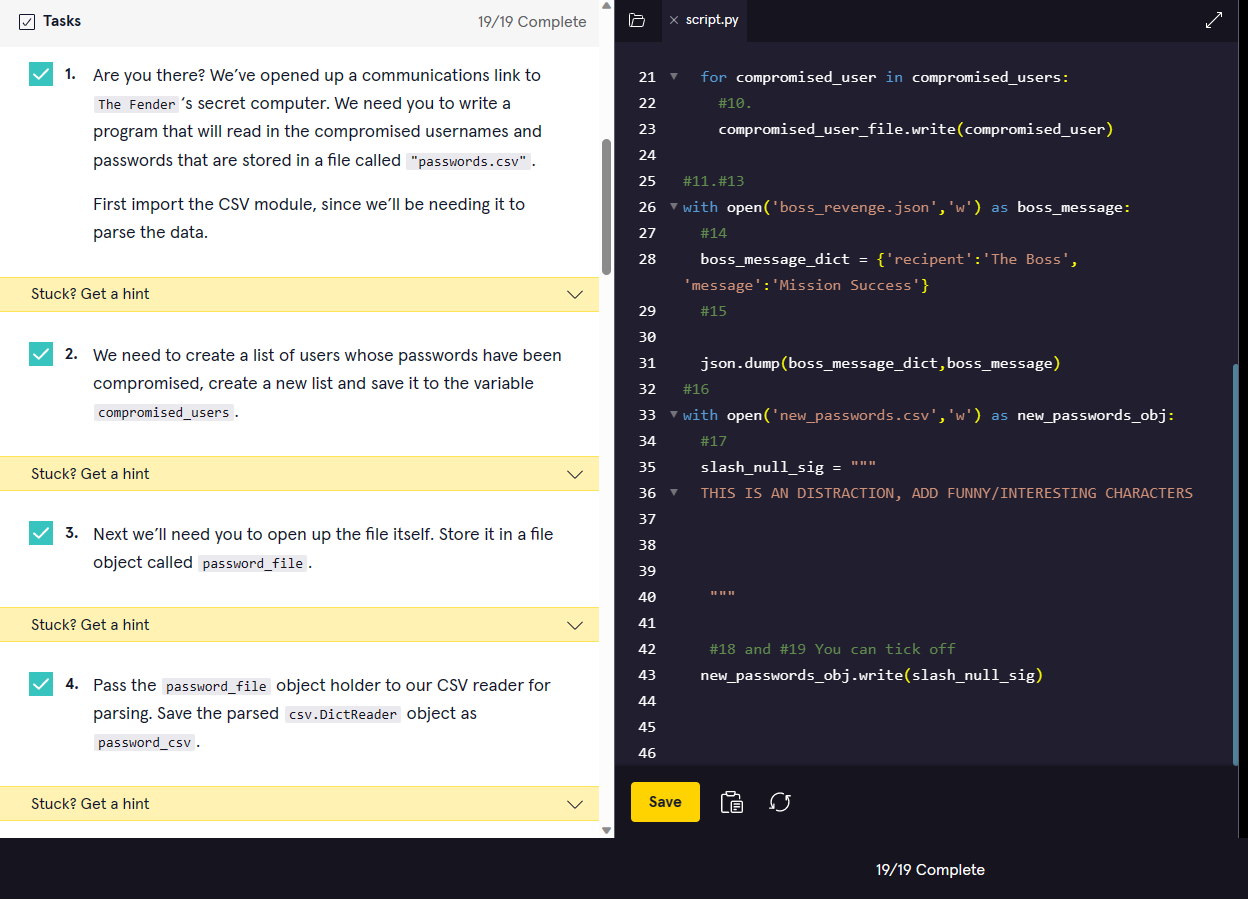 Tasks
19/19 Complete
1. Are you there? We’ve opened up a communications link to
The Fender ’s secret computer. We need you to write a
program that will read in the compromised usernames and
passwords that are stored in a file called "passwords.csv" .
First import the CSV module, since we’ll be needing it to
parse the data.
Stuck? Get a hint
2. We need to create a list of users whose passwords have been
compromised, create a new list and save it to the variable
compromised_users .
Stuck? Get a hint
3. Next we’ll need you to open up the file itself. Store it in a file
object called password_file .
Stuck? Get a hint
4. Pass the password_file object holder to our CSV reader for
parsing. Save the parsed csv.DictReader object as
password_csv .
Stuck? Get a hint
script.py
21 for compromised_user in compromised_users:
22 #10.
23 compromised_user_file.write(compromised_user)
24
25 #11.#13
26 with open('boss_revenge.json','w') as boss_message:
27 #14
28 boss_message_dict = {'recipent':'The Boss',
'message':'Mission Success'}
29 #15
30
31 json.dump(boss_message_dict,boss_message)
32 #16
33 with open('new_passwords.csv','w') as new_passwords_obj:
34 #17
35 slash_null_sig = """
36 THIS IS AN DISTRACTION, ADD FUNNY/INTERESTING CHARACTERS
37
38
39
40 """
41
42 #18 and #19 You can tick off
43 new_passwords_obj.write(slash_null_sig)
44
45
46
Save
19/19 Complete